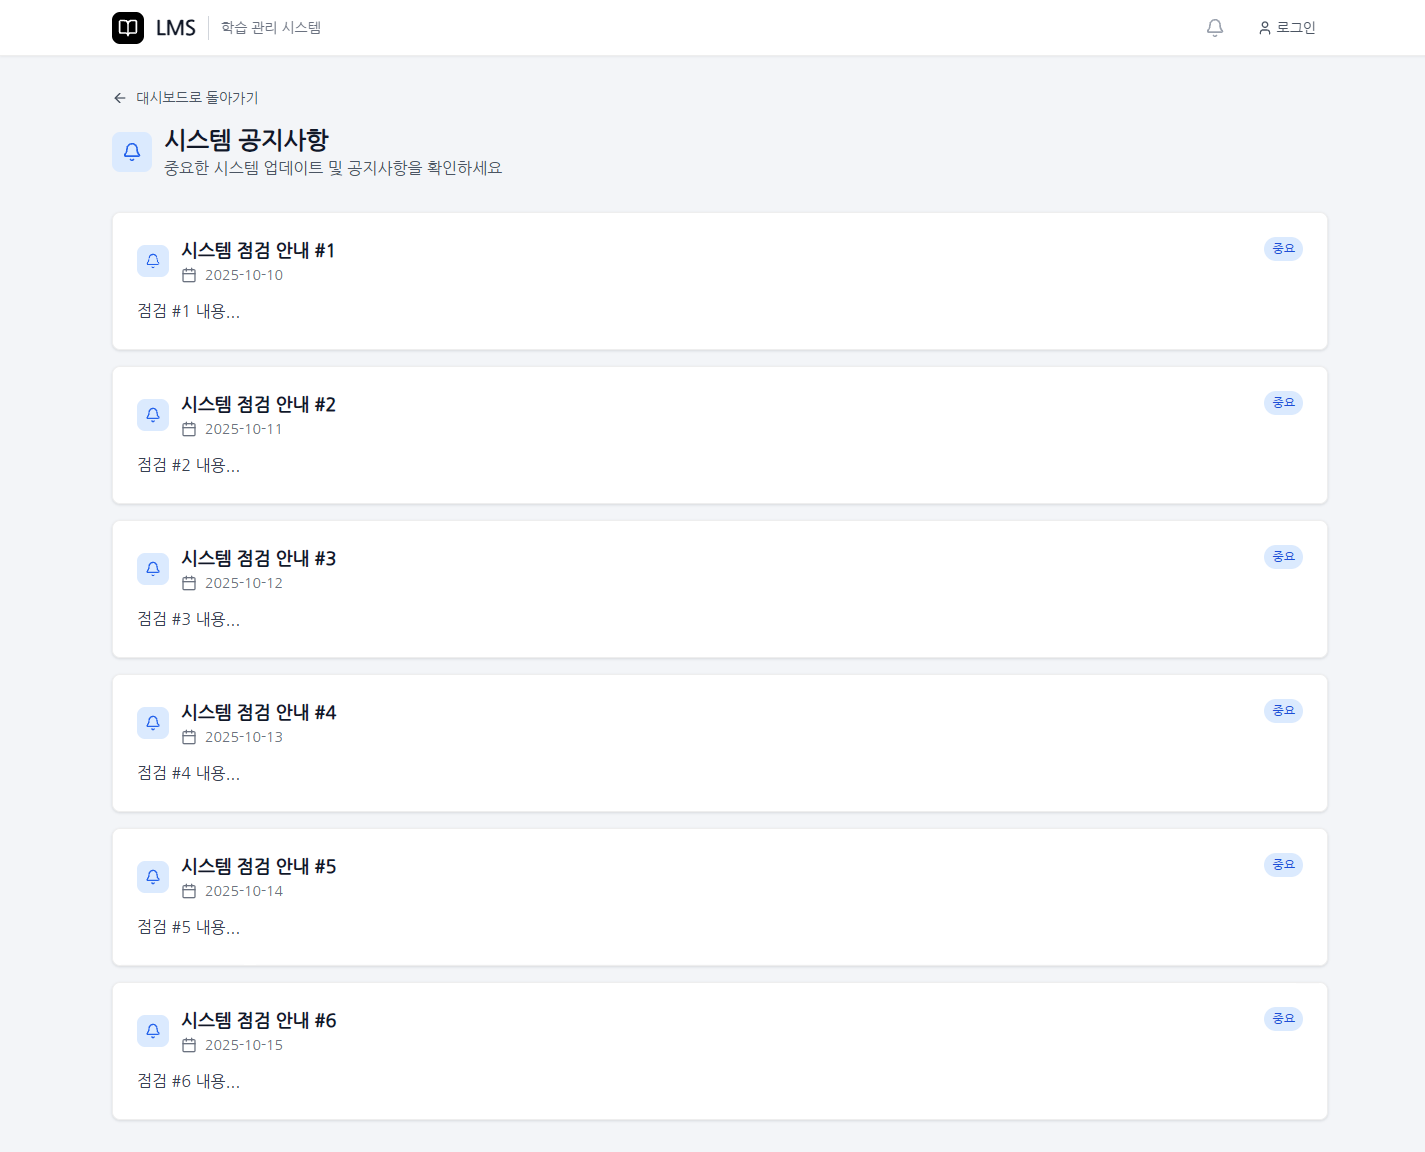 LMS 학습 관리 시스템 로그인
대시보드로 돌아가기
시스템 공지사항
중요한 시스템 업데이트 및 공지사항을 확인하세요
시스템 점검 안내 #1 중요
2025-10-10
점검 #1 내용...
시스템 점검 안내 #2 중요
2025-10-11
점검 #2 내용...
시스템 점검 안내 #3 중요
2025-10-12
점검 #3 내용...
시스템 점검 안내 #4 중요
2025-10-13
점검 #4 내용...
시스템 점검 안내 #5 중요
2025-10-14
점검 #5 내용...
시스템 점검 안내 #6 중요
2025-10-15
점검 #6 내용...